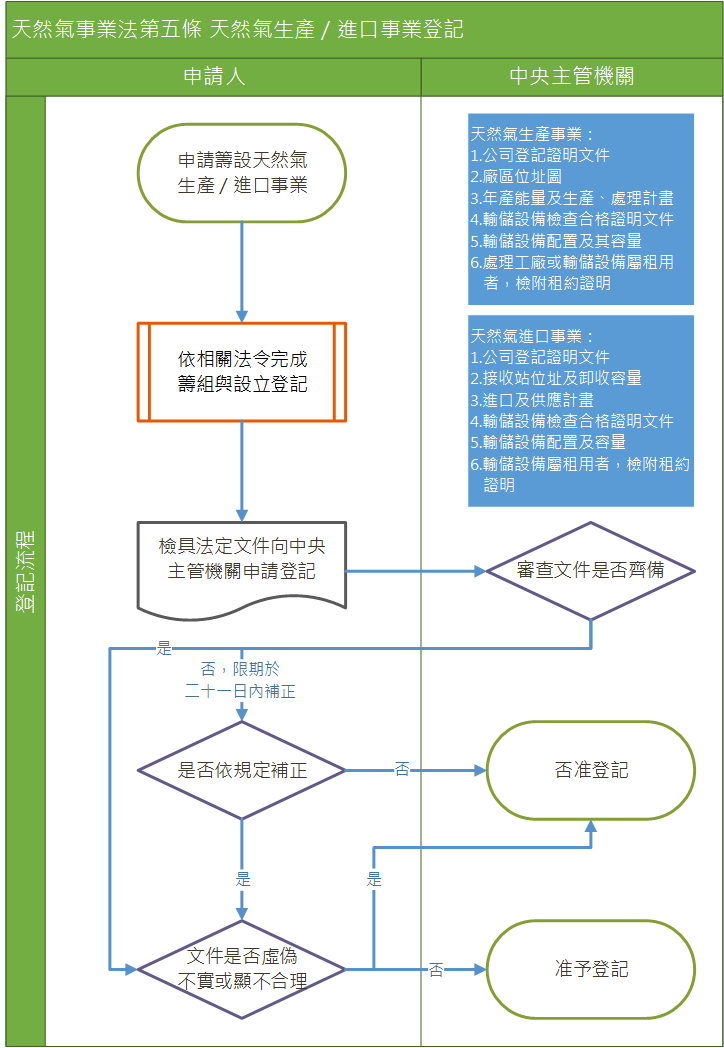 天然氣事業法第五條 天然氣生產 / 進口事業登記
申請人
中央主管機關
登記流程
申請籌設天然氣
生產 / 進口事業
天然氣生產事業：
1.公司登記證明文件
2.廠區位址圖
3.年產能量及生產、處理計畫
4.輸儲設備檢查合格證明文件
5.輸儲設備配置及其容量
6.處理工廠或輸儲設備屬租用
者，檢附租約證明
依相關法令完成
籌組與設立登記
天然氣進口事業：
1.公司登記證明文件
2.接收站位址及卸收容量
3.進口及供應計畫
4.輸儲設備檢查合格證明文件
5.輸儲設備配置及容量
6.輸儲設備屬租用者，檢附租約
證明
檢具法定文件向中央
主管機關申請登記
審查文件是否齊備
是
否，限期於
二十一日內補正
是否依規定補正
否
否准登記
是
是
文件是否虛偽
不實或顯不合理
否
准予登記